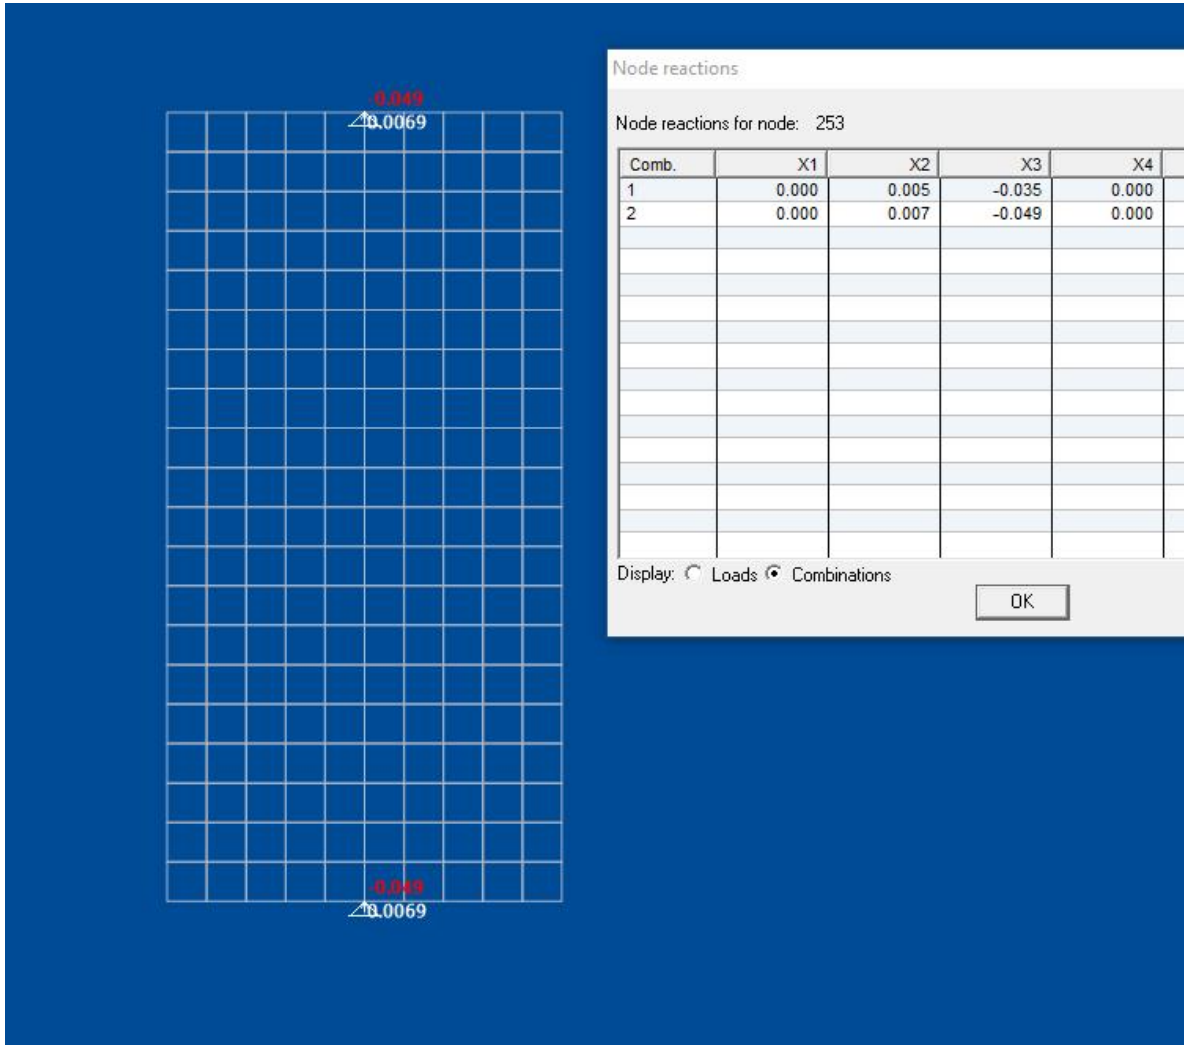 Node reactions
-0.049
0.0069
Node reactions for node: 253
Comb. X1 X2 X3 X4
1 0.000 0.005 -0.035 0.000
2 0.000 0.007 -0.049 0.000
Display: Loads Combinations
OK
-0.049
0.0069